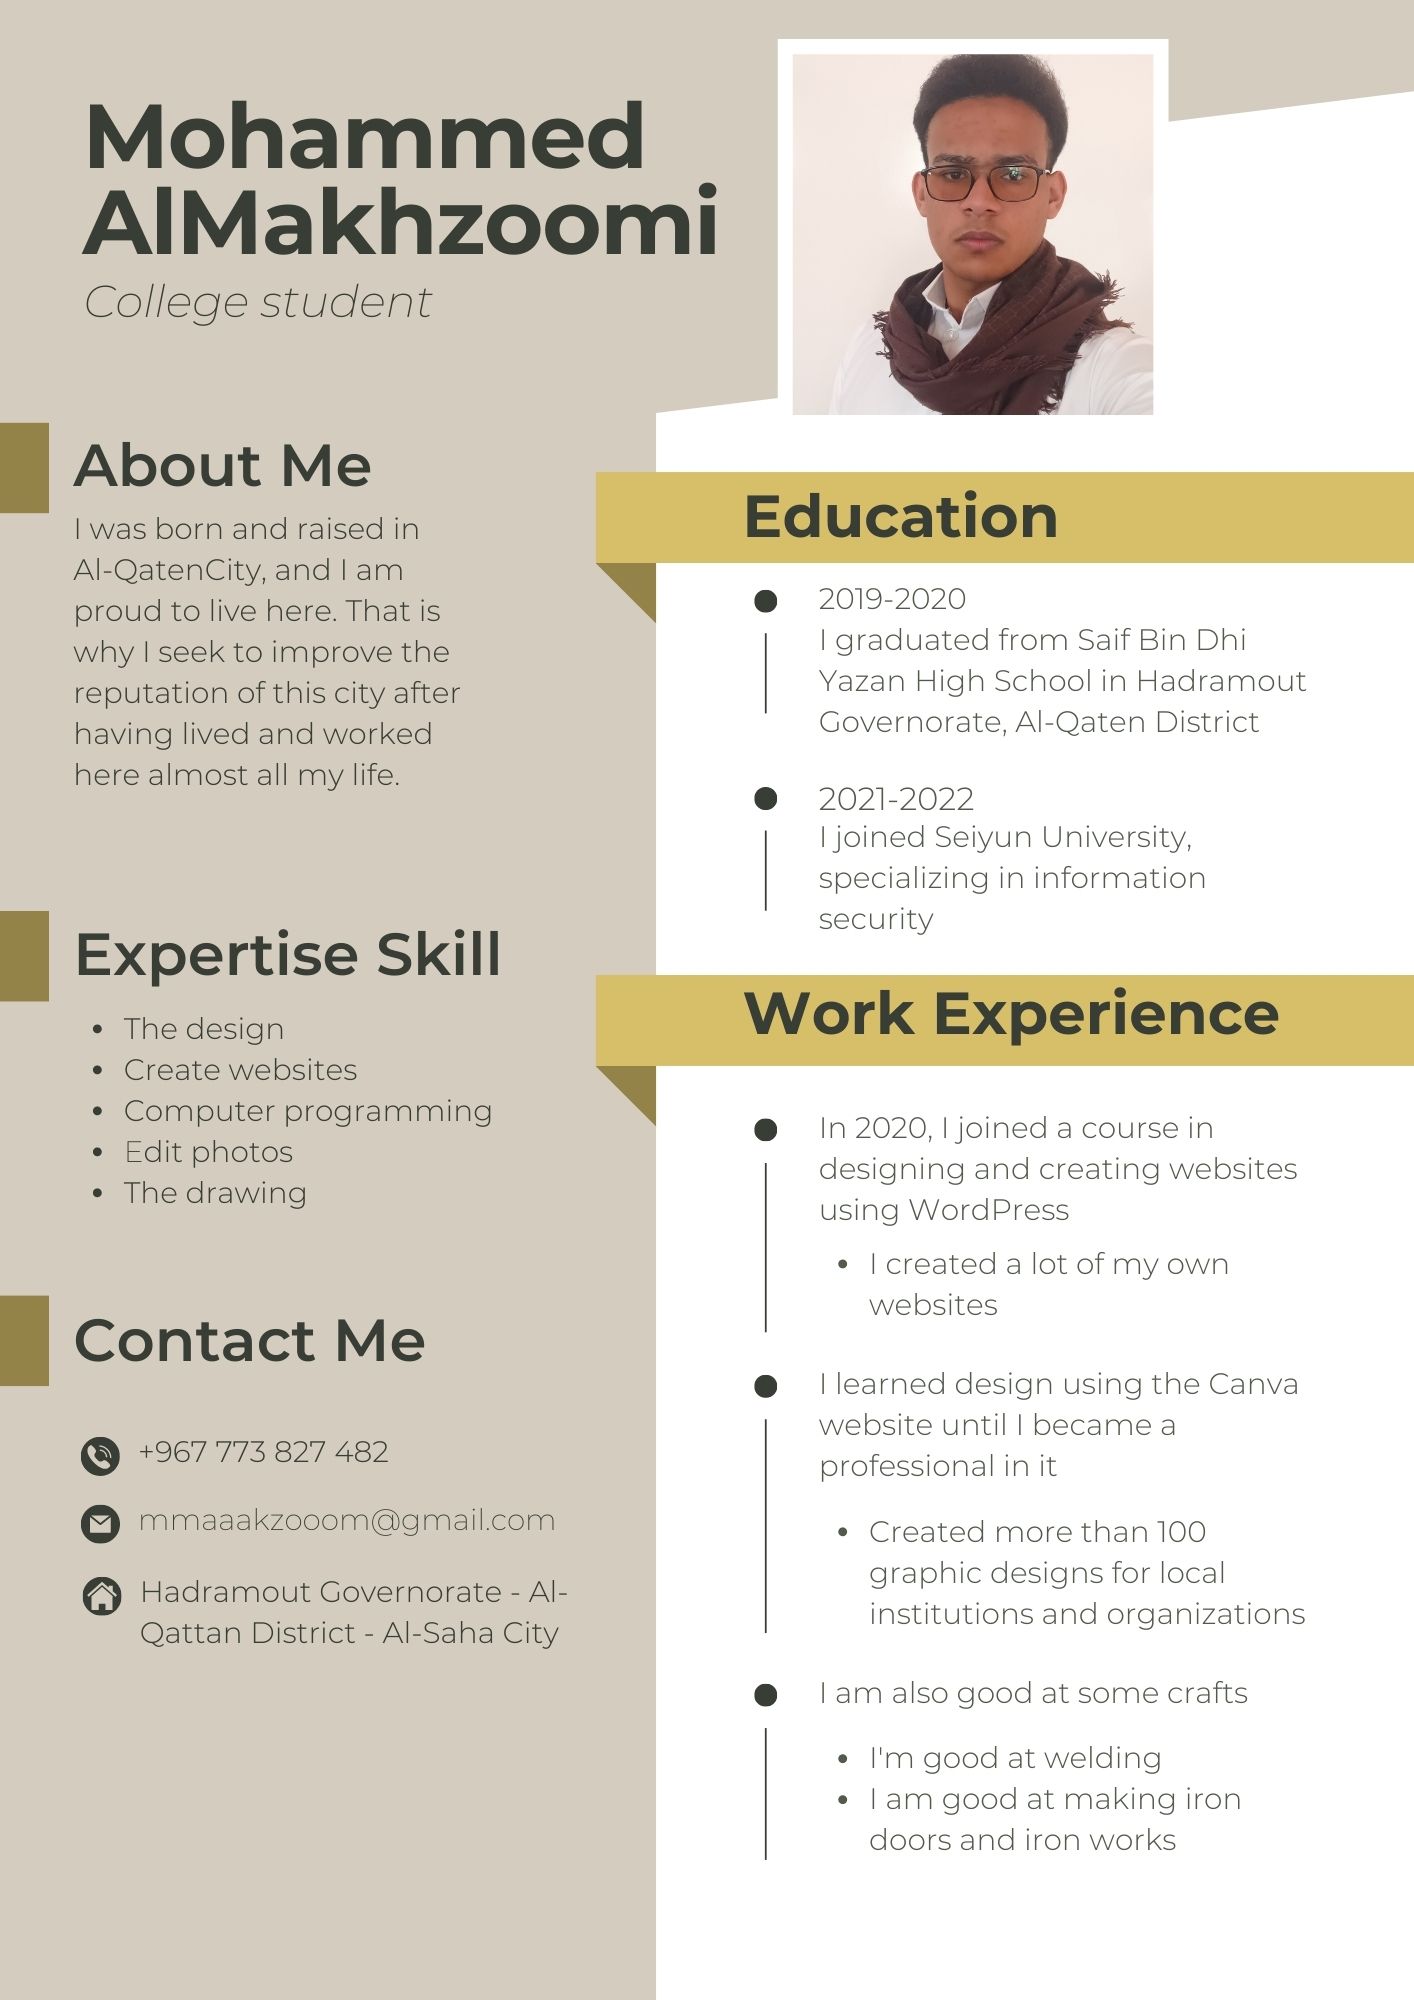 Mohammed
AlMakhzoomi
College student
About Me
I was born and raised in
Al-QatenCity, and I am
proud to live here. That is
why I seek to improve the
reputation of this city after
having lived and worked
here almost all my life.
Expertise Skill
• The design
• Create websites
• Computer programming
• Edit photos
• The drawing
Contact Me
+967 773 827 482
mmaaakzooom@gmail.com
Hadramout Governorate - Al-
Qattan District - Al-Saha City
Education
2019-2020
I graduated from Saif Bin Dhi
Yazan High School in Hadramout
Governorate, Al-Qaten District
2021-2022
I joined Seiyun University,
specializing in information
security
Work Experience
In 2020, I joined a course in
designing and creating websites
using WordPress
• I created a lot of my own
websites
I learned design using the Canva
website until I became a
professional in it
• Created more than 100
graphic designs for local
institutions and organizations
I am also good at some crafts
• I'm good at welding
• I am good at making iron
doors and iron works